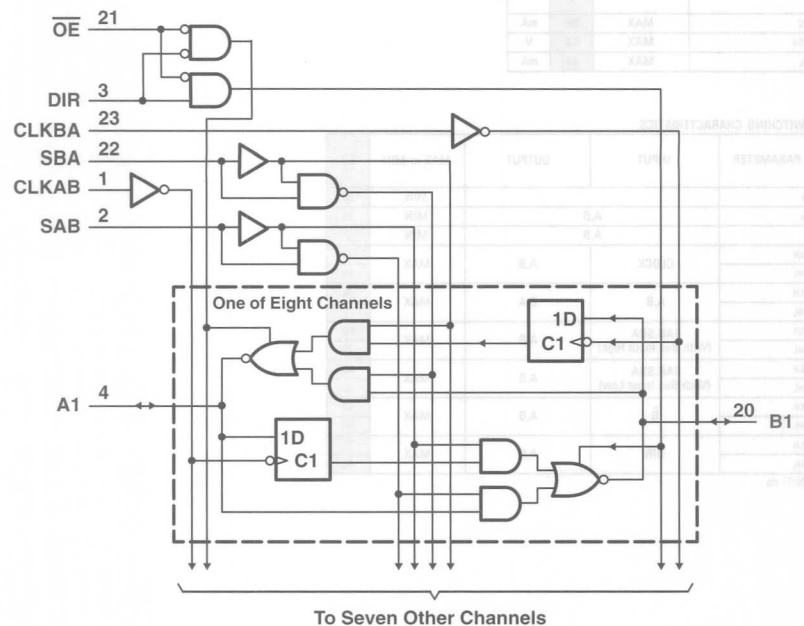 OE 21
DIR 3
CLKBA 23
SBA 22
CLKAB 1
SAB 2
One of Eight Channels
1D
C1
A1 4
20 B1
1D
C1
To Seven Other Channels